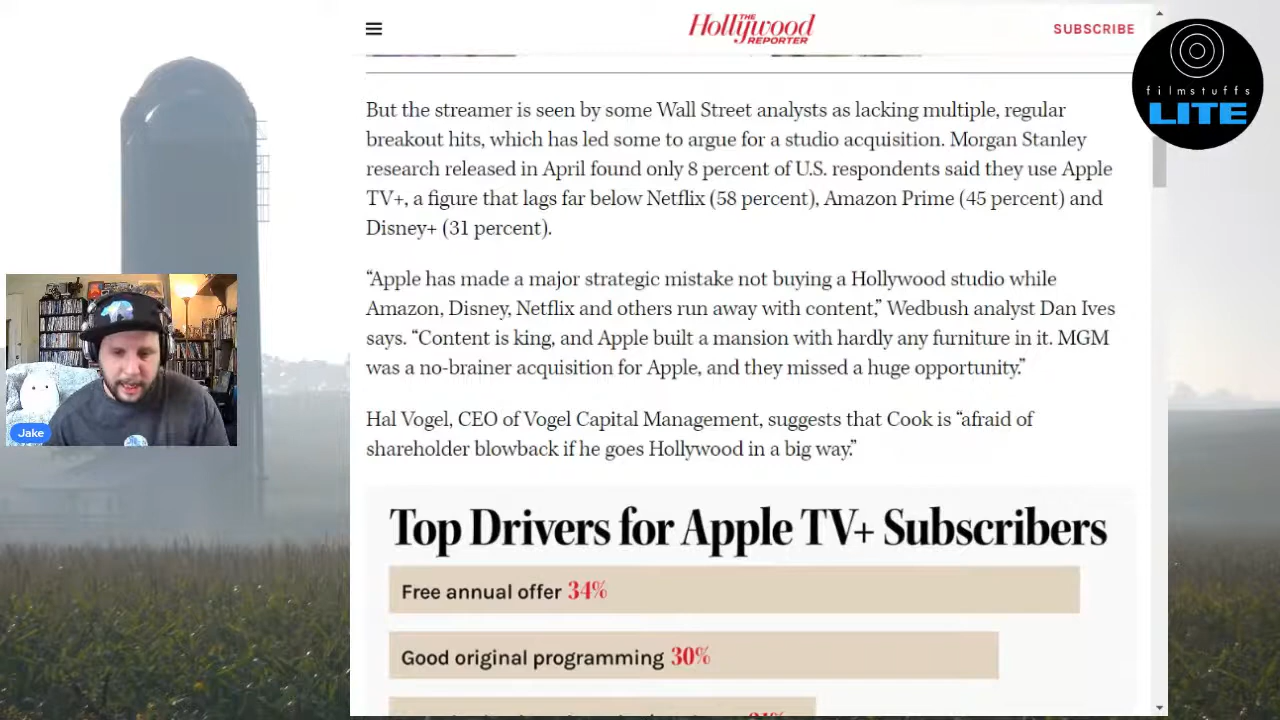 THE
Hollywood
REPORTER
SUBSCRIBE
filmstuffs
LITE
But the streamer is seen by some Wall Street analysts as lacking multiple, regular
breakout hits, which has led some to argue for a studio acquisition. Morgan Stanley
research released in April found only 8 percent of U.S. respondents said they use Apple
TV+, a figure that lags far below Netflix (58 percent), Amazon Prime (45 percent) and
Disney+ (31 percent).
“Apple has made a major strategic mistake not buying a Hollywood studio while
Amazon, Disney, Netflix and others run away with content,” Wedbush analyst Dan Ives
says. “Content is king, and Apple built a mansion with hardly any furniture in it. MGM
was a no-brainer acquisition for Apple, and they missed a huge opportunity.”
Hal Vogel, CEO of Vogel Capital Management, suggests that Cook is “afraid of
shareholder blowback if he goes Hollywood in a big way.”
Jake
Top Drivers for Apple TV+ Subscribers
Free annual offer 34%
Good original programming 30%